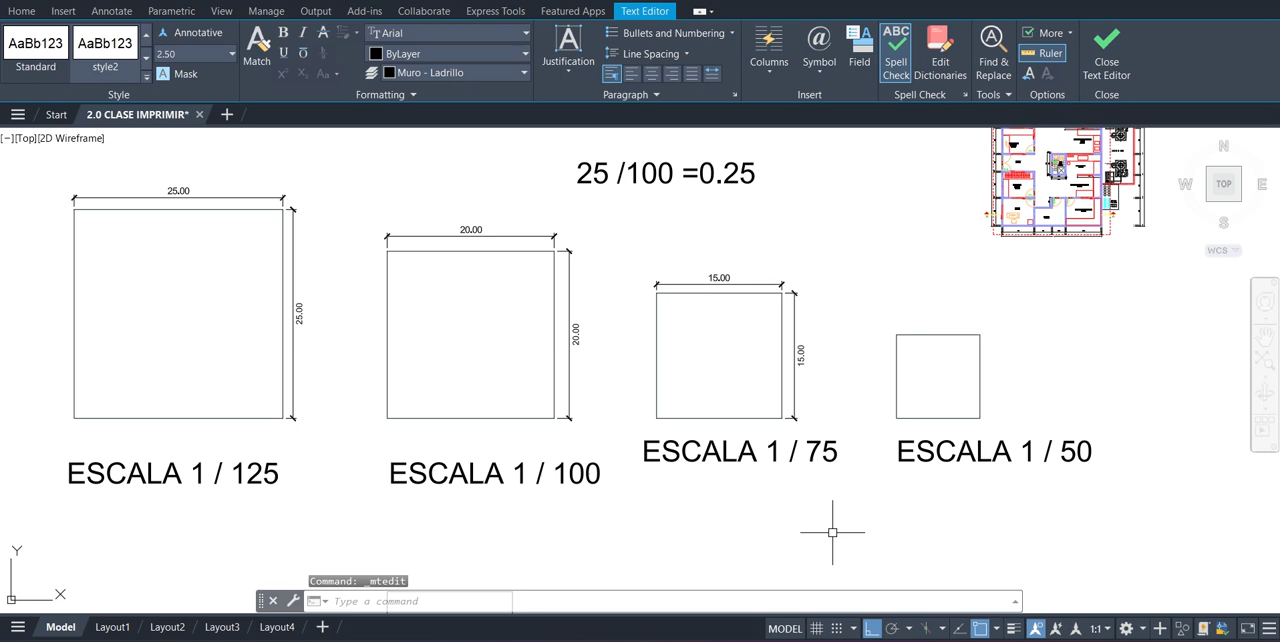 Home Insert Annotate Parametric View Manage Output Add-ins Collaborate Express Tools Featured Apps Text Editor
AaBb123 AaBb123 Annotative
Standard style2 2.50 Mask
Style
Match
B I A
U O
Arial
ByLayer
Muro - Ladrillo
Formatting
Justification
Bullets and Numbering
Line Spacing
Paragraph
Columns Symbol Field
Insert
ABC
Spell Check
Edit Dictionaries
Spell Check
Find & Replace
Tools
More
Ruler
Options
Close Text Editor
Close
Start 2.0 CLASE IMPRIMIR*
[−][Top][2D Wireframe]
25 /100 =0.25
N
W TOP E
S
WCS
25.00
25.00
20.00
20.00
15.00
15.00
ESCALA 1 / 125
ESCALA 1 / 100
ESCALA 1 / 75
ESCALA 1 / 50
Y
X
Command: _mtedit
Type a command
Model Layout1 Layout2 Layout3 Layout4
MODEL 1:1